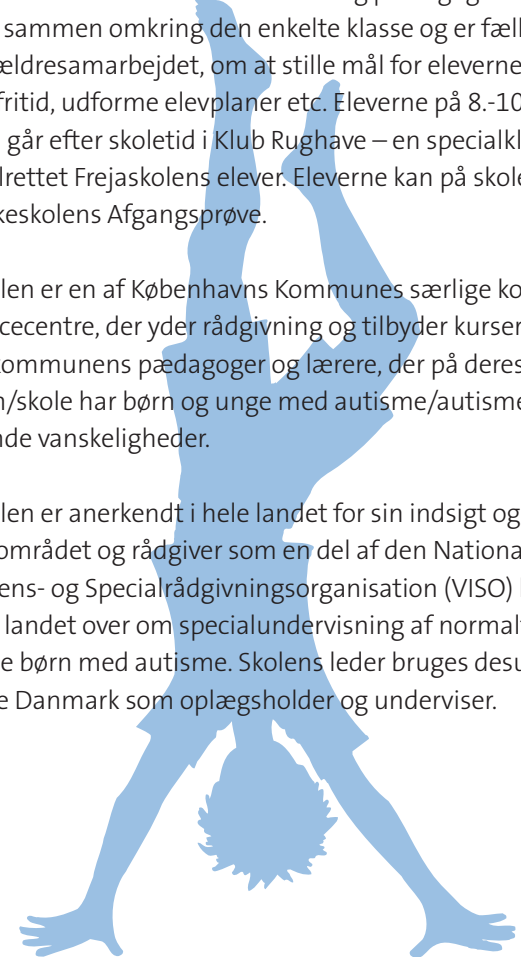 sammen omkring den enkelte klasse og er fæll
ældresamarbejdet, om at stille mål for eleverne
fritid, udforme elevplaner etc. Eleverne på 8.-10
går efter skoletid i Klub Rughave – en specialkl
lrettet Frejaskolens elever. Eleverne kan på skole
keskolens Afgangsprøve.
len er en af Københavns Kommunes særlige ko
cecentre, der yder rådgivning og tilbyder kurser
kommunens pædagoger og lærere, der på deres
n/skole har børn og unge med autisme/autisme
nde vanskeligheder.
len er anerkendt i hele landet for sin indsigt og
området og rådgiver som en del af den Nationa
ens- og Specialrådgivningsorganisation (VISO)
landet over om specialundervisning af normalt
e børn med autisme. Skolens leder bruges desu
e Danmark som oplægsholder og underviser.